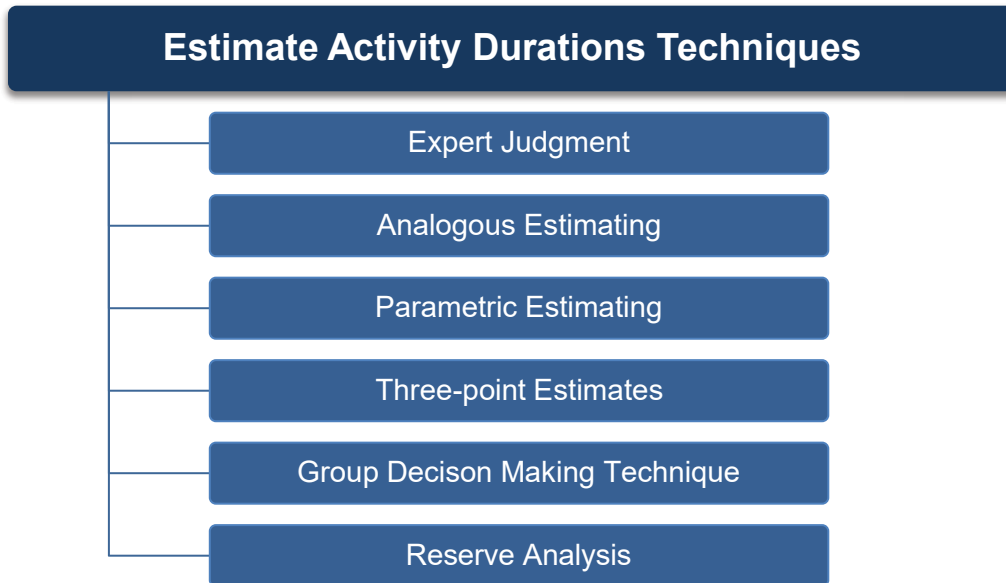 Estimate Activity Durations Techniques
Expert Judgment
Analogous Estimating
Parametric Estimating
Three-point Estimates
Group Decison Making Technique
Reserve Analysis